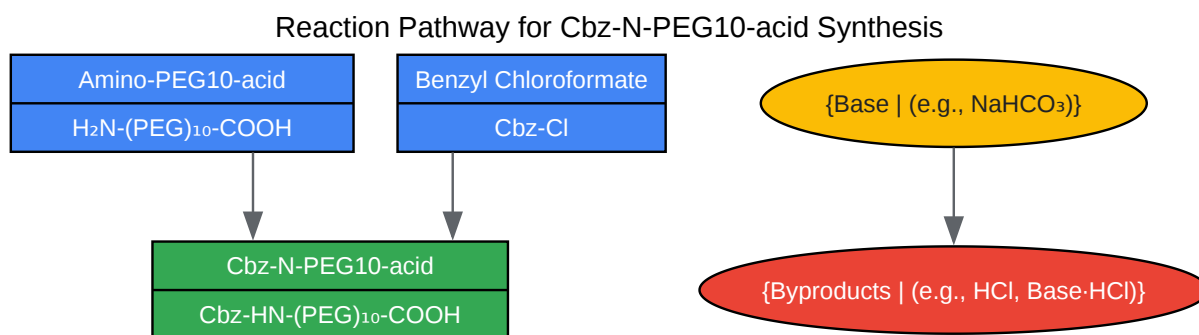 Reaction Pathway for Cbz-N-PEG10-acid Synthesis
Amino-PEG10-acid
H₂N-(PEG)₁₀-COOH
Benzyl Chloroformate
Cbz-Cl
{Base | (e.g., NaHCO₃)}
Cbz-N-PEG10-acid
Cbz-HN-(PEG)₁₀-COOH
{Byproducts | (e.g., HCl, Base·HCl)}